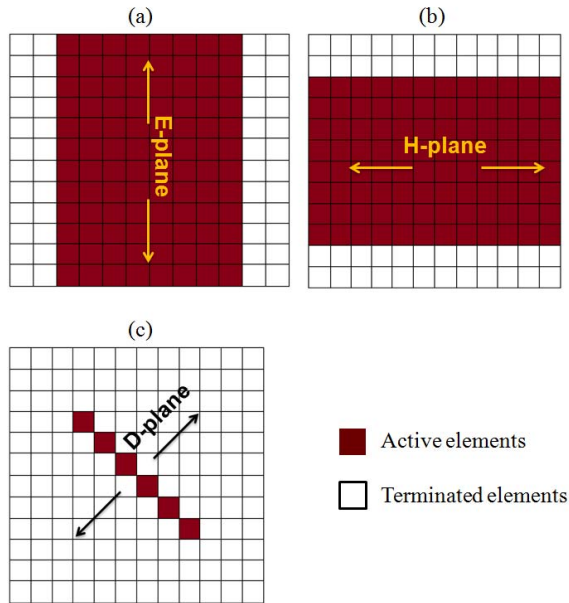 (a)
(b)
E-plane
H-plane
(c)
D-plane
Active elements
Terminated elements